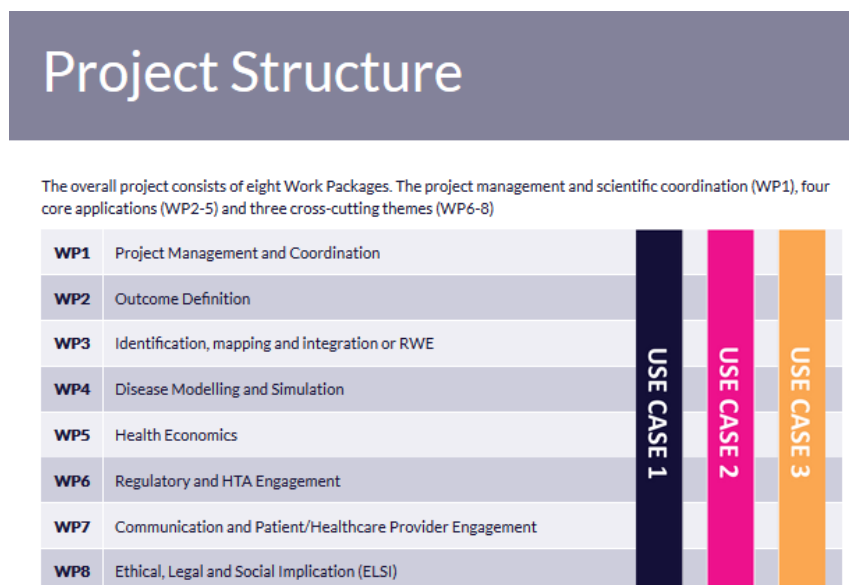 Project Structure
The overall project consists of eight Work Packages. The project management and scientific coordination (WP1), four
core applications (WP2-5) and three cross-cutting themes (WP6-8)
WP1 Project Management and Coordination
WP2 Outcome Definition
WP3 Identification, mapping and integration or RWE
WP4 Disease Modelling and Simulation
WP5 Health Economics
WP6 Regulatory and HTA Engagement
WP7 Communication and Patient/Healthcare Provider Engagement
WP8 Ethical, Legal and Social Implication (ELSI)
USE CASE 1
USE CASE 2
USE CASE 3